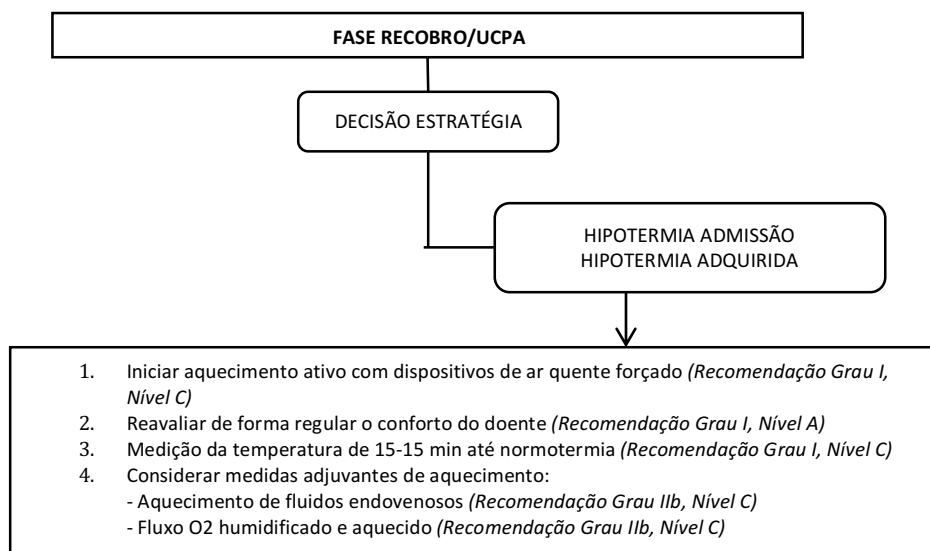 FASE RECOBRO/UCPA
DECISÃO ESTRATÉGIA
HIPOTERMIA ADMISSÃO
HIPOTERMIA ADQUIRIDA
1. Iniciar aquecimento ativo com dispositivos de ar quente forçado (Recomendação Grau I,
Nível C)
2. Reavaliar de forma regular o conforto do doente (Recomendação Grau I, Nível A)
3. Medição da temperatura de 15-15 min até normotermia (Recomendação Grau I, Nível C)
4. Considerar medidas adjuvantes de aquecimento:
- Aquecimento de fluidos endovenosos (Recomendação Grau IIb, Nível C)
- Fluxo O2 humidificado e aquecido (Recomendação Grau IIb, Nível C)